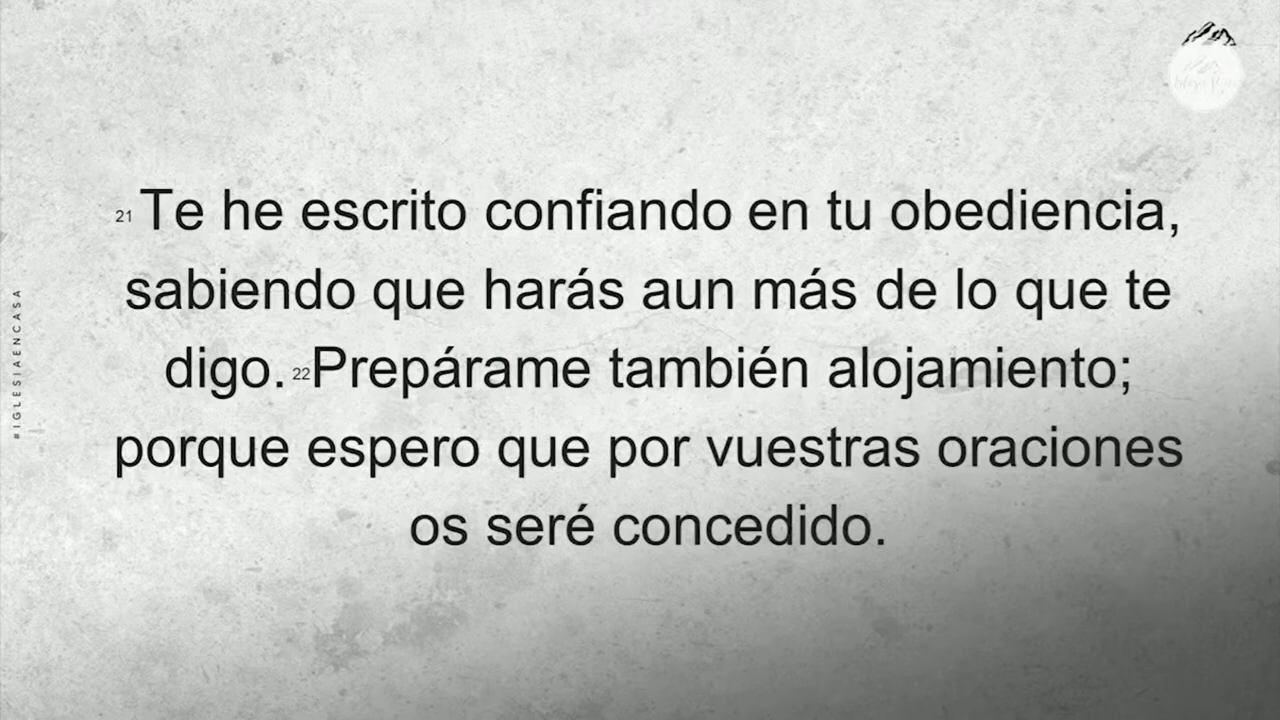 #IGLESIAENCASA
21 Te he escrito confiando en tu obediencia,
sabiendo que harás aun más de lo que te
digo. 22 Prepárame también alojamiento;
porque espero que por vuestras oraciones
os seré concedido.